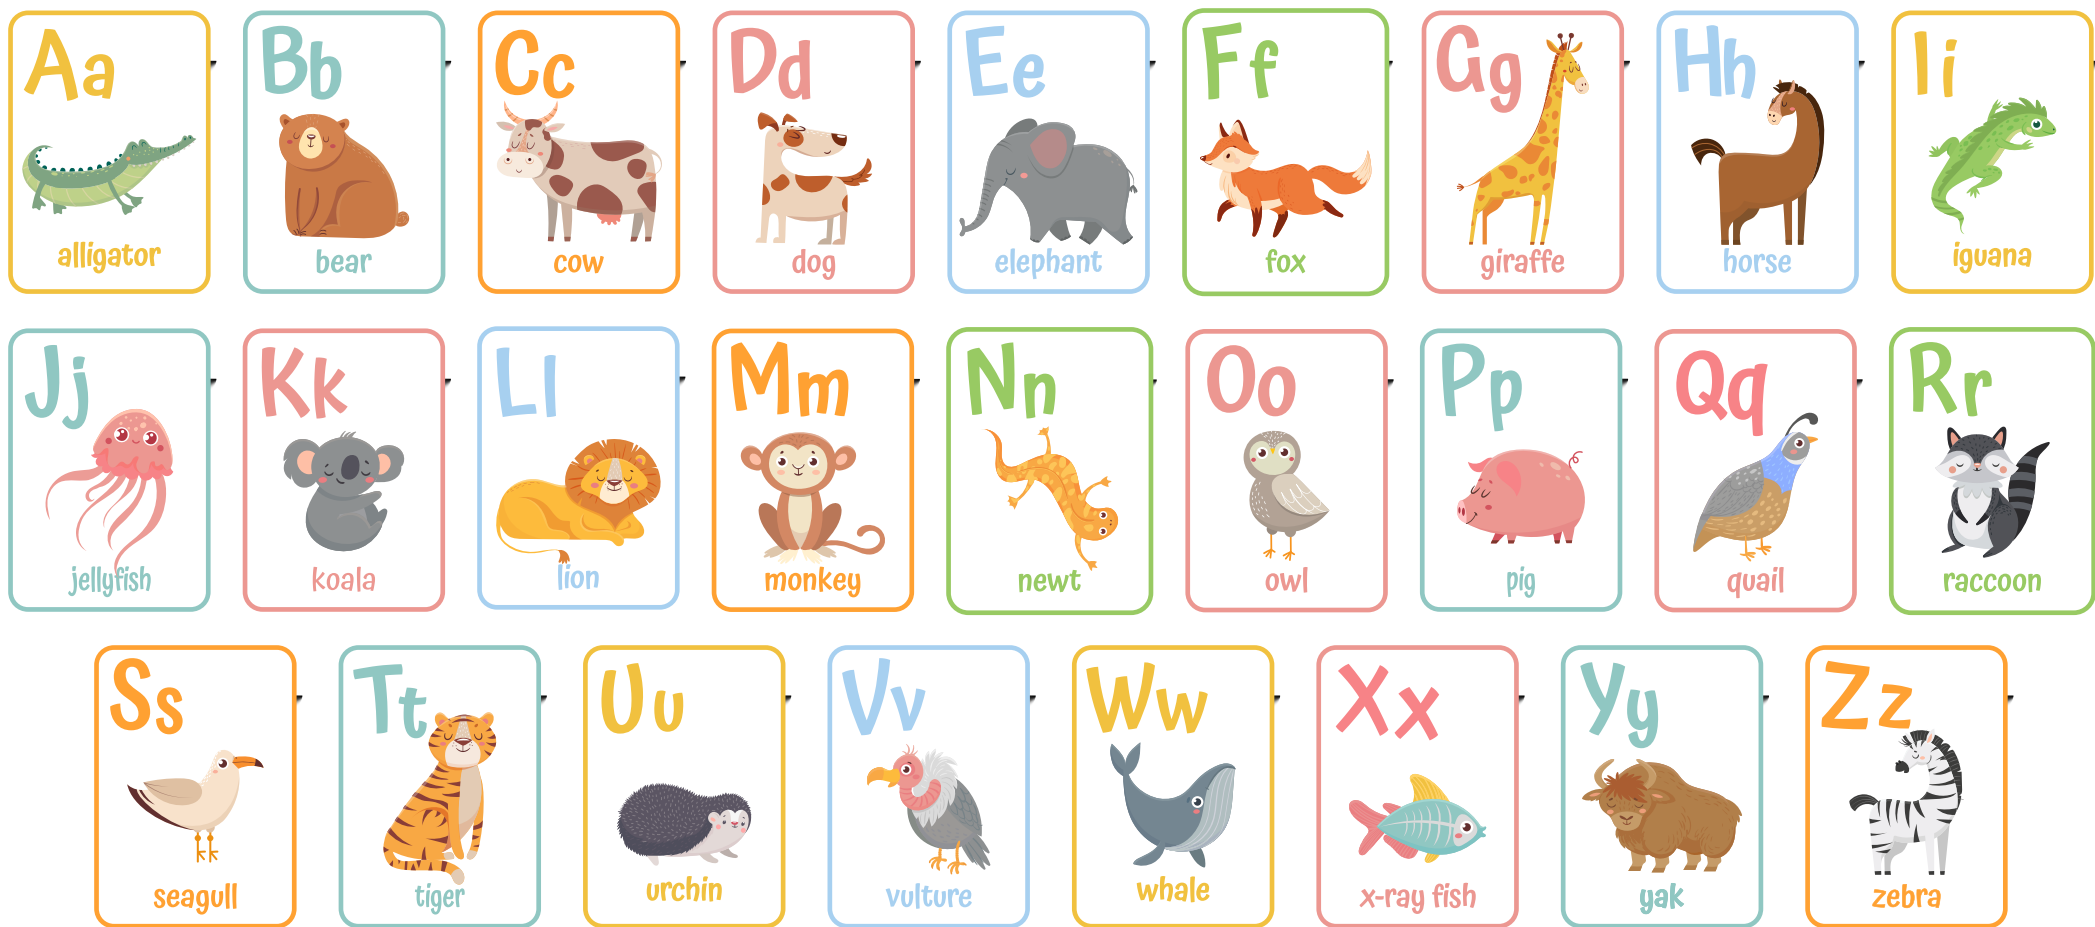 Aa
alligator
Bb
bear
Cc
cow
Dd
dog
Ee
elephant
Ff
fox
Gg
giraffe
Hh
horse
Ii
iguana
Jj
jellyfish
Kk
koala
Ll
lion
Mm
monkey
Nn
newt
Oo
owl
Pp
pig
Qq
quail
Rr
raccoon
Ss
seagull
Tt
tiger
Uu
urchin
Vv
vulture
Ww
whale
Xx
x-ray fish
Yy
yak
Zz
zebra